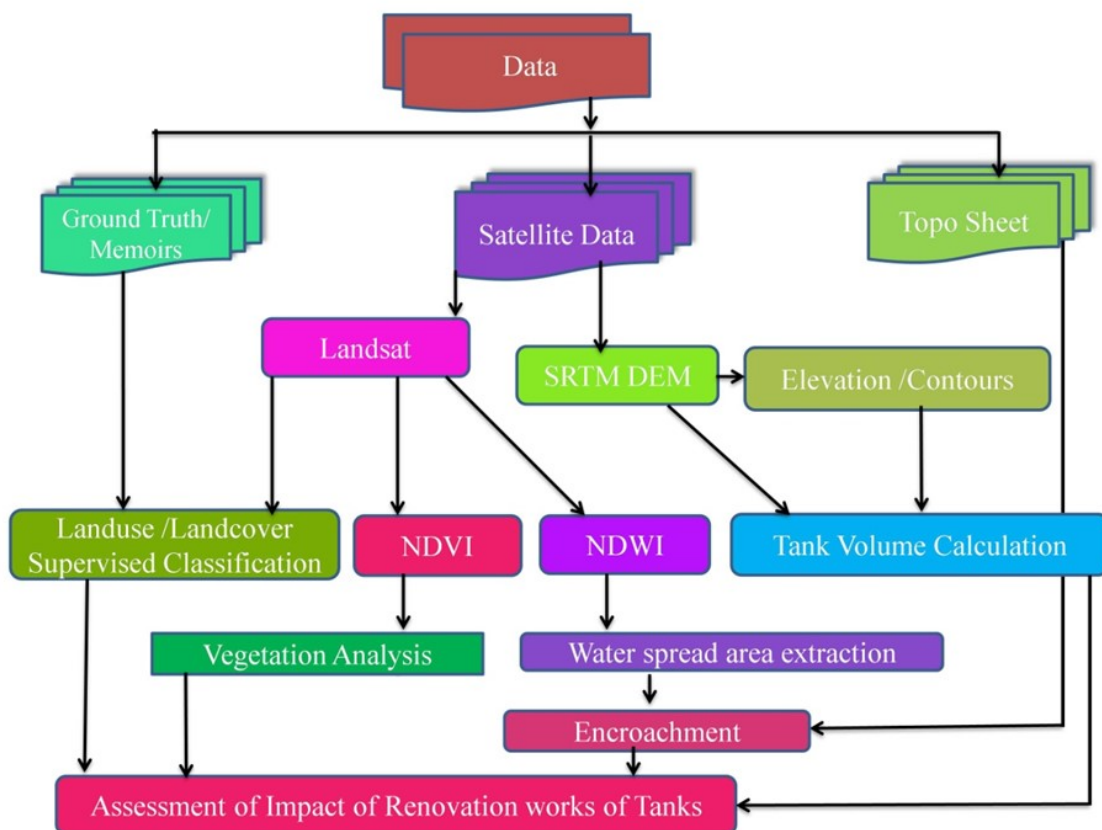 Data
Ground Truth/
Memoirs
Satellite Data
Topo Sheet
Landsat
SRTM DEM
Elevation /Contours
Landuse /Landcover
Supervised Classification
NDVI
NDWI
Tank Volume Calculation
Vegetation Analysis
Water spread area extraction
Encroachment
Assessment of Impact of Renovation works of Tanks